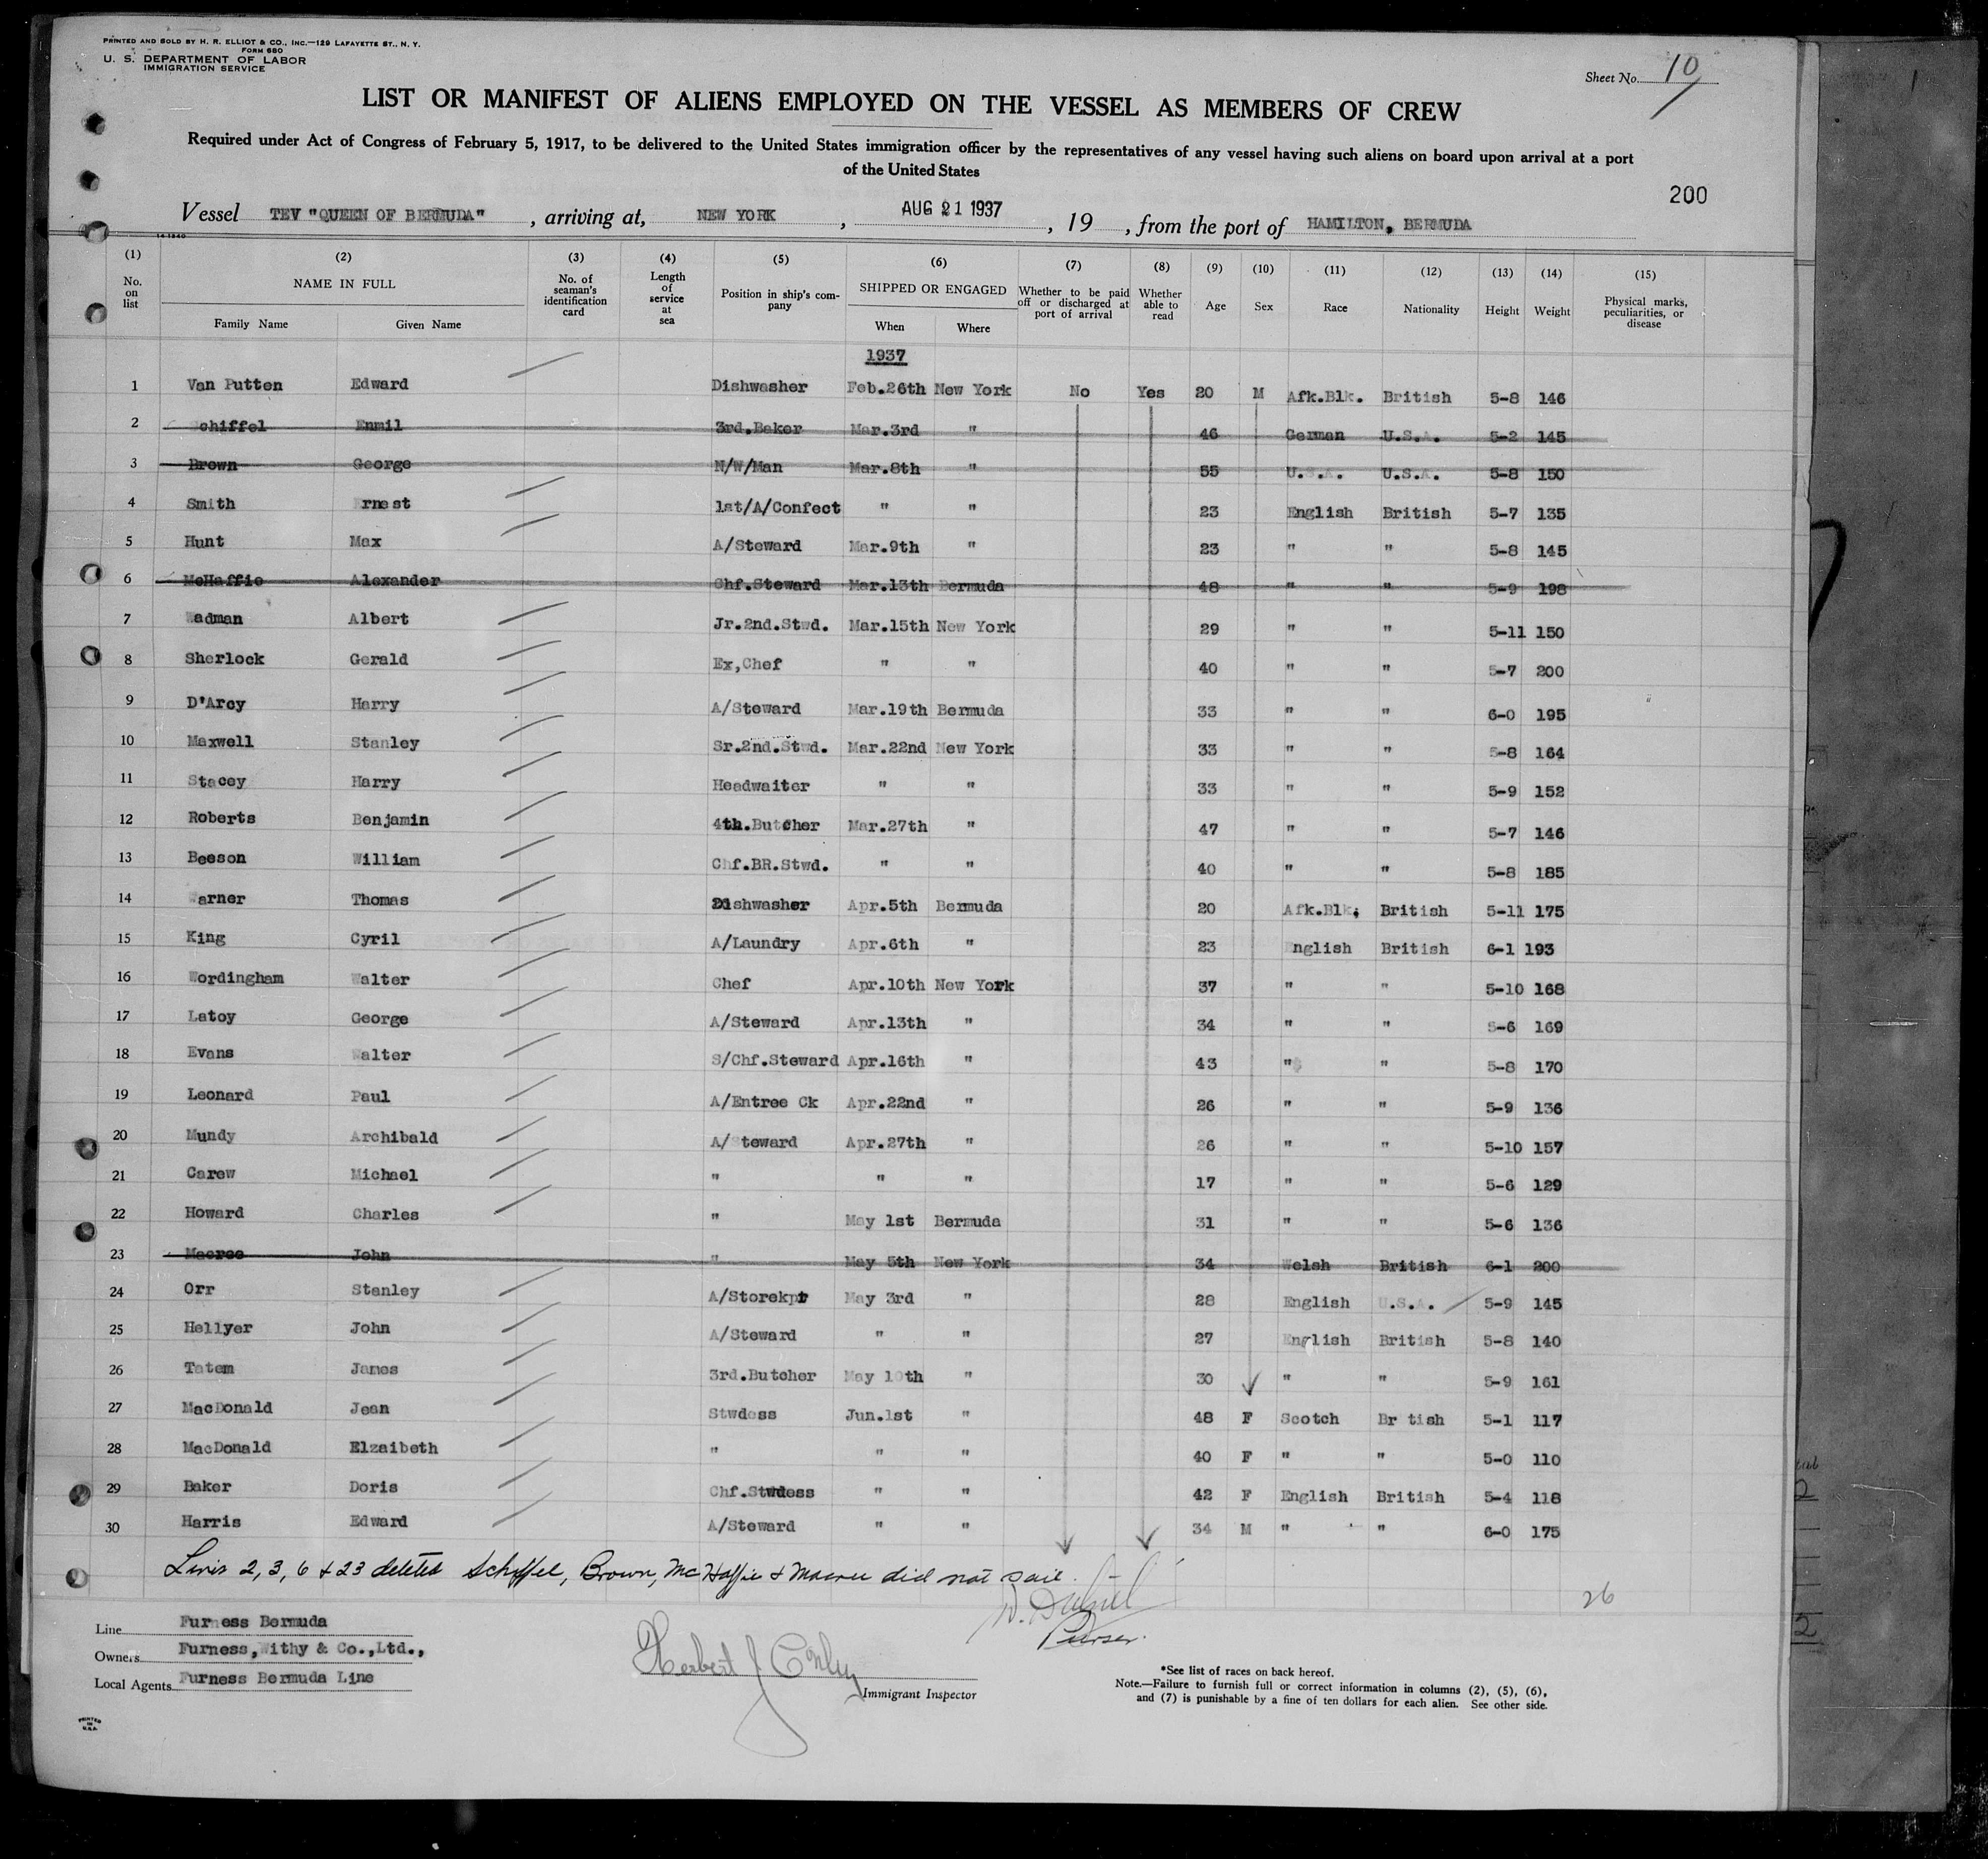 PRINTED AND SOLD BY H. R. ELLIOT & CO., INC.—129 LAFAYETTE ST., N. Y.
FORM 680
U. S. DEPARTMENT OF LABOR
IMMIGRATION SERVICE
Sheet No. 10
LIST OR MANIFEST OF ALIENS EMPLOYED ON THE VESSEL AS MEMBERS OF CREW
Required under Act of Congress of February 5, 1917, to be delivered to the United States immigration officer by the representatives of any vessel having such aliens on board upon arrival at a port
of the United States
200
Vessel TEV "QUEEN OF BERMUDA", arriving at, NEW YORK, AUG 21 1937, 19, from the port of HAMILTON, BERMUDA
(1) (2) (3) (4) (5) (6) (7) (8) (9) (10) (11) (12) (13) (14) (15)
No. on list NAME IN FULL Family Name Given Name No. of seaman's identification card Length of service at sea Position in ship's company SHIPPED OR ENGAGED When Where Whether to be paid off or discharged at port of arrival Whether able to read Age Sex Race Nationality Height Weight Physical marks, peculiarities, or disease
1937
1 Van Putten Edward Dishwasher Feb.26th New York No Yes 20 M Afk.Blk. British 5-8 146
2 Schiffel Emmil 3rd.Baker Mar.3rd " 46 German U.S.A. 5-2 145
3 Brown George N/W/Man Mar.8th " 55 U.S.A. U.S.A. 5-8 150
4 Smith Ernest 1st/A/Confect " " 23 English British 5-7 135
5 Hunt Max A/Steward Mar.9th " 23 " " 5-8 145
6 McHaffie Alexander Chf.Steward Mar.13th Bermuda 48 " " 5-9 198
7 Wadman Albert Jr.2nd.Stwd. Mar.15th New York 29 " " 5-11 150
8 Sherlock Gerald Ex,Chef " " 40 " " 5-7 200
9 D'Arcy Harry A/Steward Mar.19th Bermuda 33 " " 6-0 195
10 Maxwell Stanley Sr.2nd.Stwd. Mar.22nd New York 33 " " 5-8 164
11 Stacey Harry Headwaiter " " 33 " " 5-9 152
12 Roberts Benjamin 4th.Butcher Mar.27th " 47 " " 5-7 146
13 Beeson William Chf.BR.Stwd. " " 40 " " 5-8 185
14 Warner Thomas Dishwasher Apr.5th Bermuda 20 Afk.Blk. British 5-11 175
15 King Cyril A/Laundry Apr.6th " 23 English British 6-1 193
16 Wordingham Walter Chef Apr.10th New York 37 " " 5-10 168
17 Latoy George A/Steward Apr.13th " 34 " " 5-6 169
18 Evans Walter S/Chf.Steward Apr.16th " 43 " " 5-8 170
19 Leonard Paul A/Entree Ck Apr.22nd " 26 " " 5-9 136
20 Mundy Archibald A/Steward Apr.27th " 26 " " 5-10 157
21 Carew Michael " " " 17 " " 5-6 129
22 Howard Charles " May 1st Bermuda 31 " " 5-6 136
23 Macree John " May 5th New York 34 Welsh British 6-1 200
24 Orr Stanley A/Storekpr May 3rd " 28 English U.S.A. 5-9 145
25 Hellyer John A/Steward " " 27 English British 5-8 140
26 Tatem James 3rd.Butcher May 10th " 30 " " 5-9 161
27 MacDonald Jean Stwdess Jun.1st " 48 F Scotch British 5-1 117
28 MacDonald Elzaibeth " " " 40 F " " 5-0 110
29 Baker Doris Chf.Stwdess " " 42 F English British 5-4 118
30 Harris Edward A/Steward " " 34 M " " 6-0 175
Lines 2, 3, 6 & 23 deleted Schiffel, Brown, McHaffie & Macree did not sail.
Purser.
26
Line Furness Bermuda
Owners Furness, Withy & Co., Ltd.,
Local Agents Furness Bermuda Line
Herbert J Conley
Immigrant Inspector
*See list of races on back hereof.
Note.—Failure to furnish full or correct information in columns (2), (5), (6),
and (7) is punishable by a fine of ten dollars for each alien. See other side.
PRINTED IN U.S.A.